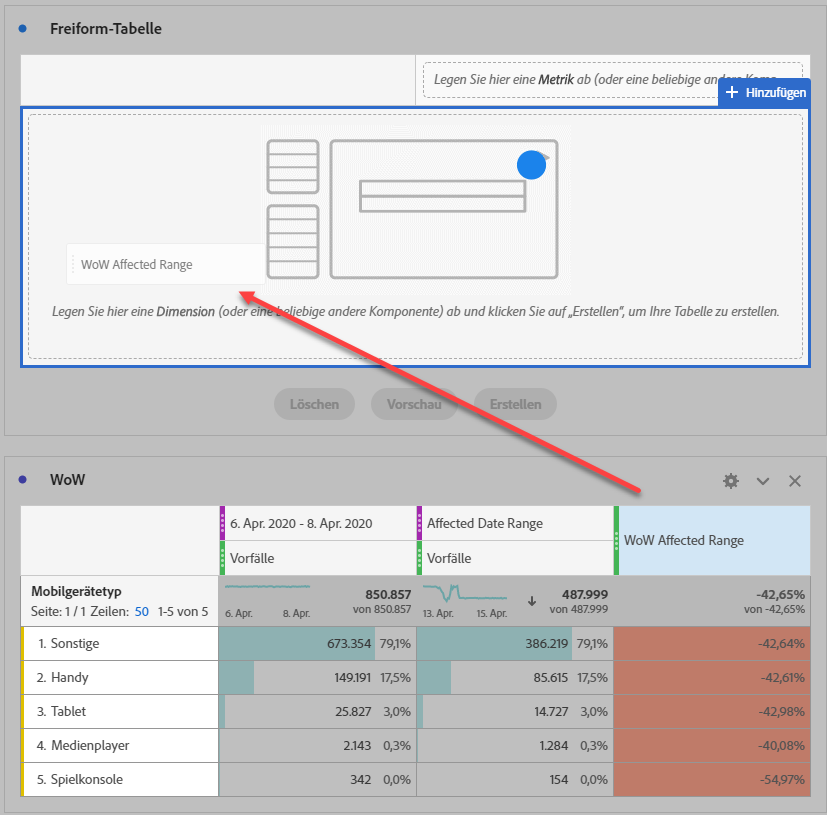 Freiform-Tabelle
Legen Sie hier eine Metrik ab (oder eine beliebige andere
Hinzufügen
WoW Affected Range
Legen Sie hier eine Dimension (oder eine beliebige andere Komponente) ab und klicken Sie auf „Erstellen“, um Ihre Tabelle zu erstellen.
Löschen Vorschau Erstellen
WoW
6. Apr. 2020 - 8. Apr. 2020 Affected Date Range
WoW Affected Range
Vorfälle Vorfälle
Mobilgerätetyp
Seite: 1 / 1 Zeilen: 50 1-5 von 5
6. Apr. 8. Apr.
850.857
von 850.857
13. Apr. 15. Apr.
487.999
von 487.999
-42,65%
von -42,65%
1. Sonstige 673.354 79,1% 386.219 79,1% -42,64%
2. Handy 149.191 17,5% 85.615 17,5% -42,61%
3. Tablet 25.827 3,0% 14.727 3,0% -42,98%
4. Medienplayer 2.143 0,3% 1.284 0,3% -40,08%
5. Spielkonsole 342 0,0% 154 0,0% -54,97%